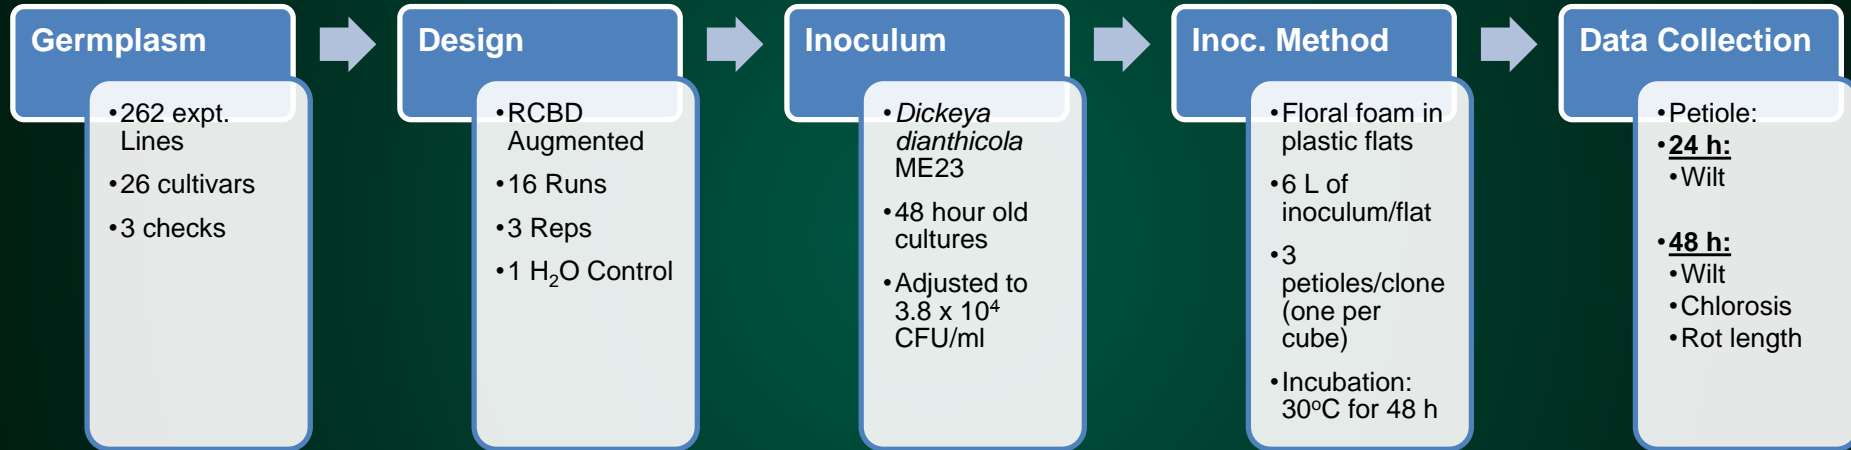 Germplasm
•262 expt.
Lines
•26 cultivars
•3 checks
Design
•RCBD
Augmented
•16 Runs
•3 Reps
•1 H₂O Control
Inoculum
•Dickeya
dianthicola
ME23
•48 hour old
cultures
•Adjusted to
3.8 x 10⁴
CFU/ml
Inoc. Method
•Floral foam in
plastic flats
•6 L of
inoculum/flat
•3
petioles/clone
(one per
cube)
•Incubation:
30ºC for 48 h
Data Collection
•Petiole:
•24 h:
•Wilt
•48 h:
•Wilt
•Chlorosis
•Rot length